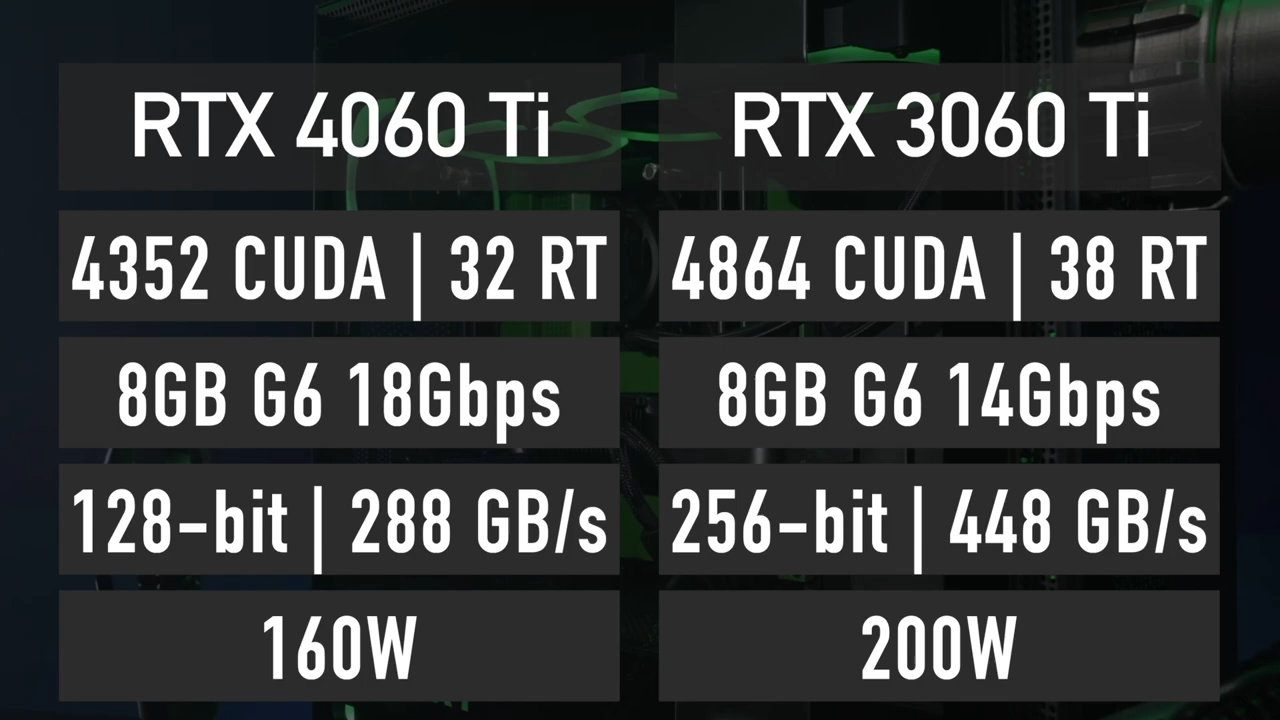 RTX 4060 Ti
RTX 3060 Ti
4352 CUDA | 32 RT
4864 CUDA | 38 RT
8GB G6 18Gbps
8GB G6 14Gbps
128-bit | 288 GB/s
256-bit | 448 GB/s
160W
200W